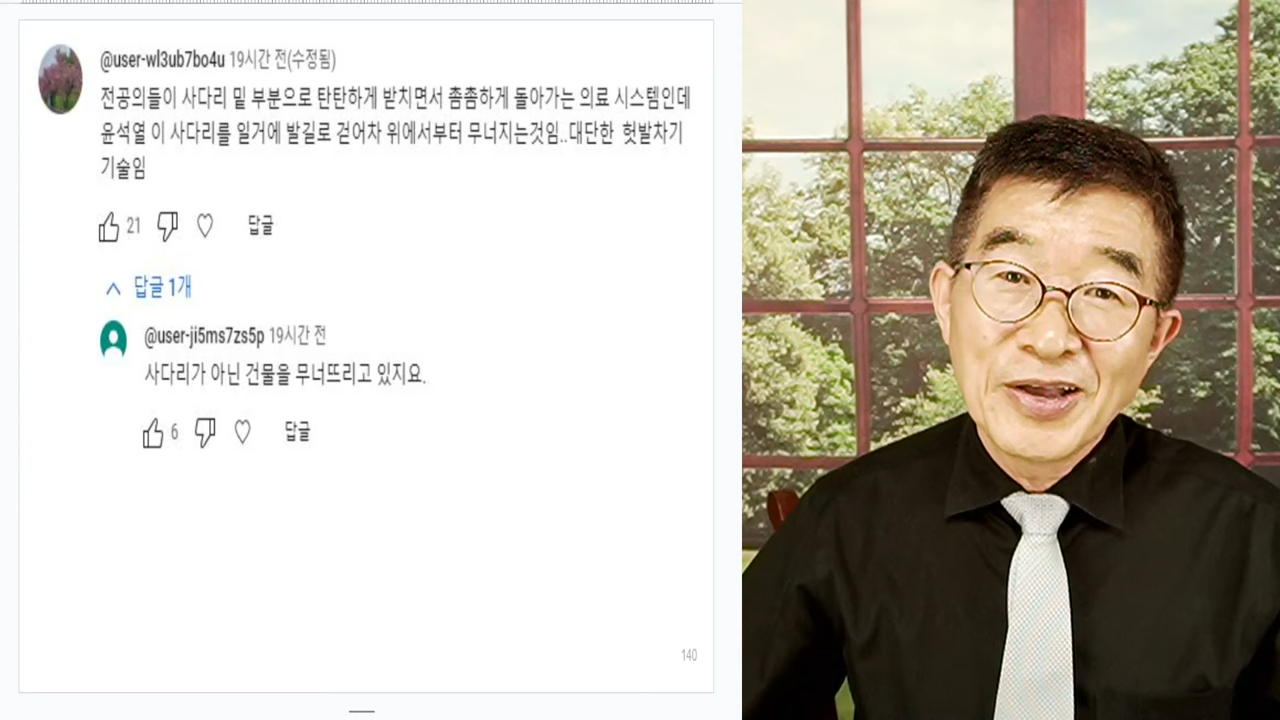 @user-wl3ub7bo4u 19시간 전(수정됨)
전공의들이 사다리 밑 부분으로 탄탄하게 받치면서 촘촘하게 돌아가는 의료 시스템인데
윤석열 이 사다리를 일거에 발길로 걷어차 위에서부터 무너지는것임..대단한 헛발차기
기술임
21 답글
답글 1개
@user-ji5ms7zs5p 19시간 전
사다리가 아닌 건물을 무너뜨리고 있지요.
6 답글
140